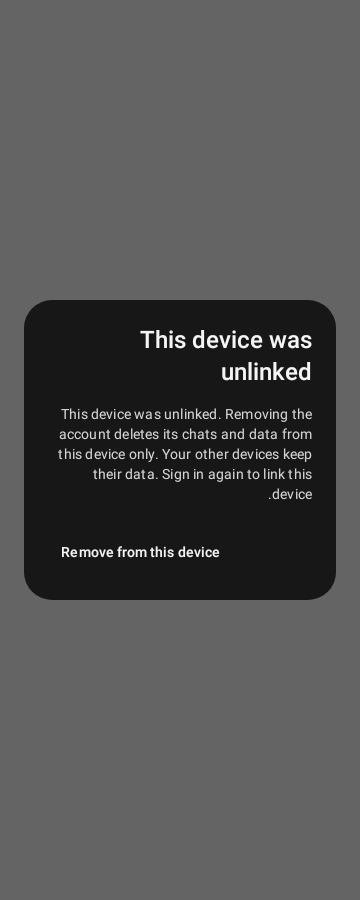 This device was
unlinked
This device was unlinked. Removing the
account deletes its chats and data from
this device only. Your other devices keep
their data. Sign in again to link this
.device
Remove from this device